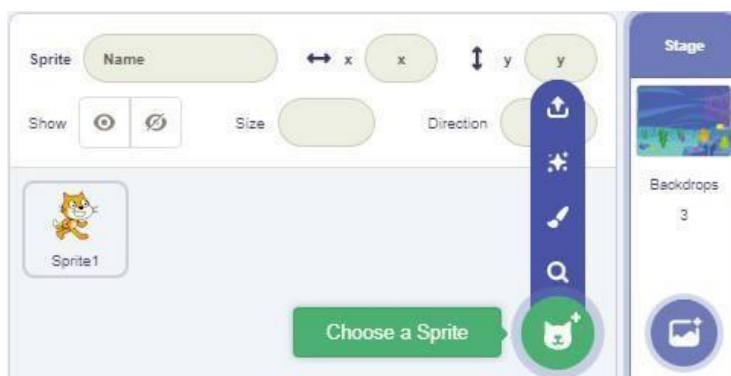 Sprite Name x x y y
Show Size Direction
Sprite1
Choose a Sprite
Stage
Backdrops
3